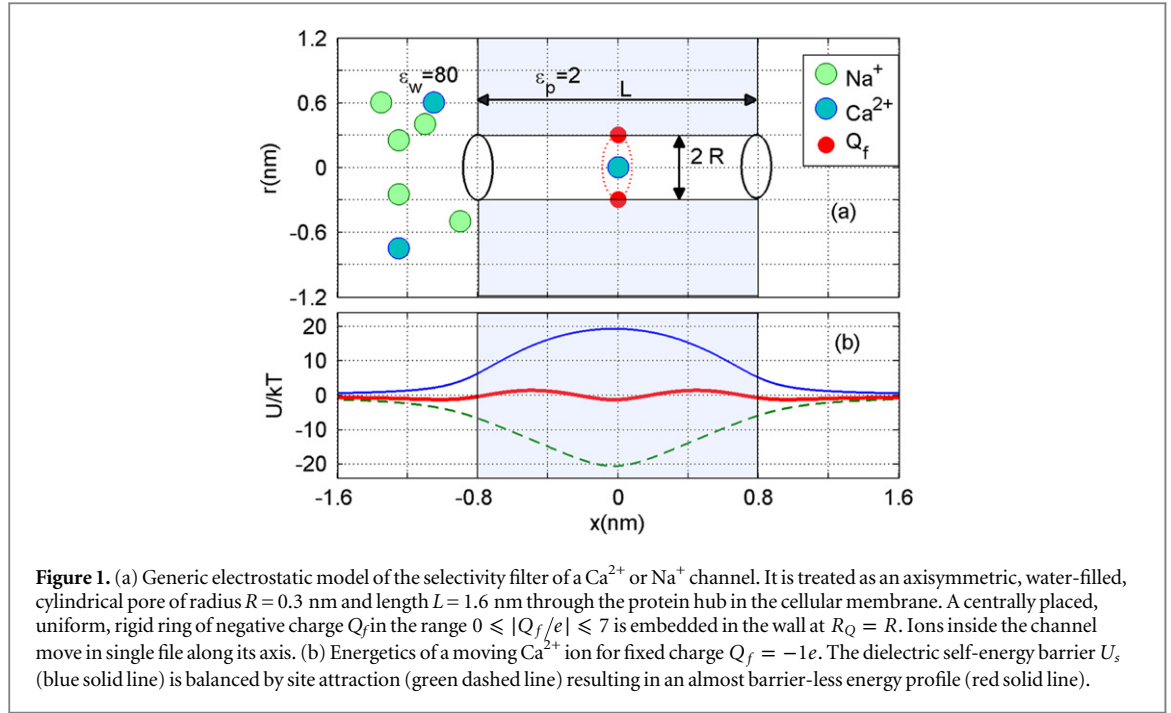 1.2
0.6
0
-0.6
-1.2
r(nm)
ε_w=80
ε_p=2
L
2 R
Na⁺
Ca²⁺
Q_f
(a)
20
10
0
-10
-20
U/kT
(b)
-1.6
-0.8
0
0.8
1.6
x(nm)
Figure 1. (a) Generic electrostatic model of the selectivity filter of a Ca²⁺ or Na⁺ channel. It is treated as an axisymmetric, water-filled,
cylindrical pore of radius R = 0.3 nm and length L = 1.6 nm through the protein hub in the cellular membrane. A centrally placed,
uniform, rigid ring of negative charge Q_f in the range 0 ⩽ |Q_f/e| ⩽ 7 is embedded in the wall at R_Q = R. Ions inside the channel
move in single file along its axis. (b) Energetics of a moving Ca²⁺ ion for fixed charge Q_f = −1e. The dielectric self-energy barrier U_s
(blue solid line) is balanced by site attraction (green dashed line) resulting in an almost barrier-less energy profile (red solid line).